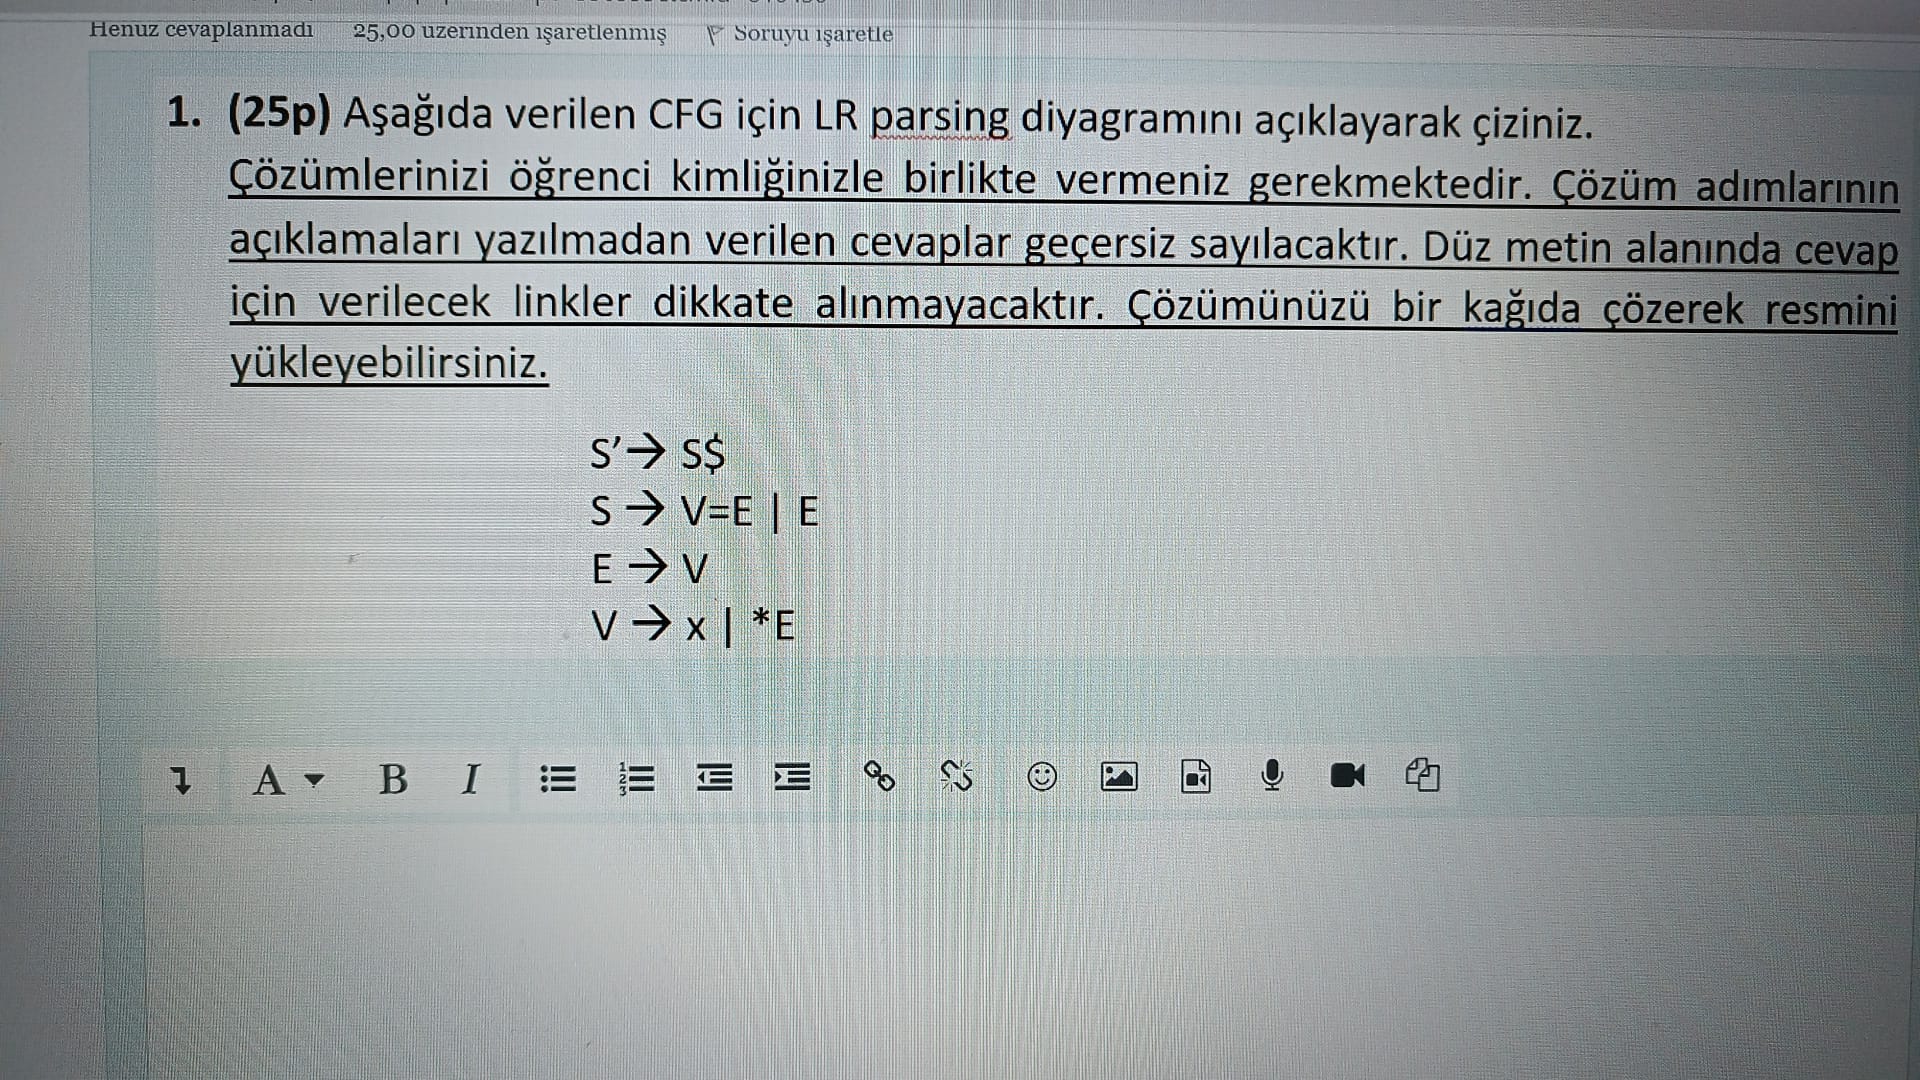 Henüz cevaplanmadı 25,00 üzerinden işaretlenmiş Soruyu işaretle
1. (25p) Aşağıda verilen CFG için LR parsing diyagramını açıklayarak çiziniz.
Çözümlerinizi öğrenci kimliğinizle birlikte vermeniz gerekmektedir. Çözüm adımlarının
açıklamaları yazılmadan verilen cevaplar geçersiz sayılacaktır. Düz metin alanında cevap
için verilecek linkler dikkate alınmayacaktır. Çözümünüzü bir kağıda çözerek resmini
yükleyebilirsiniz.
S’→ S$
S → V=E | E
E → V
V → x | *E
A B I